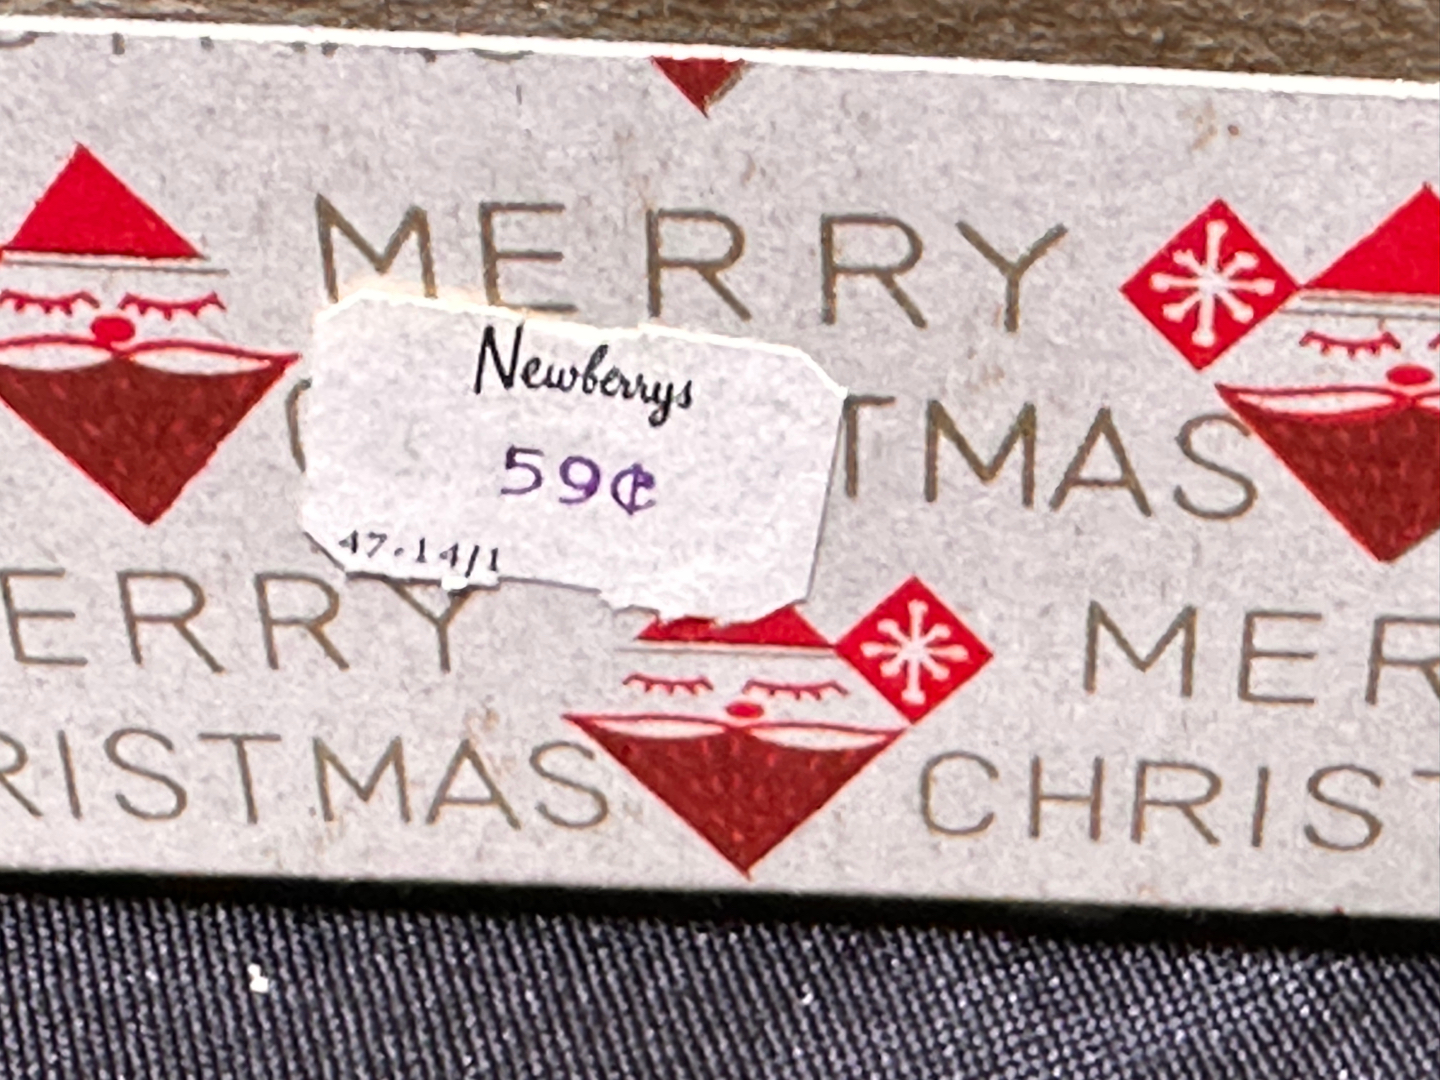 MERRY
Newberrys
59¢
47-14/1
TMAS
ERRY
MER
RISTMAS
CHRIST